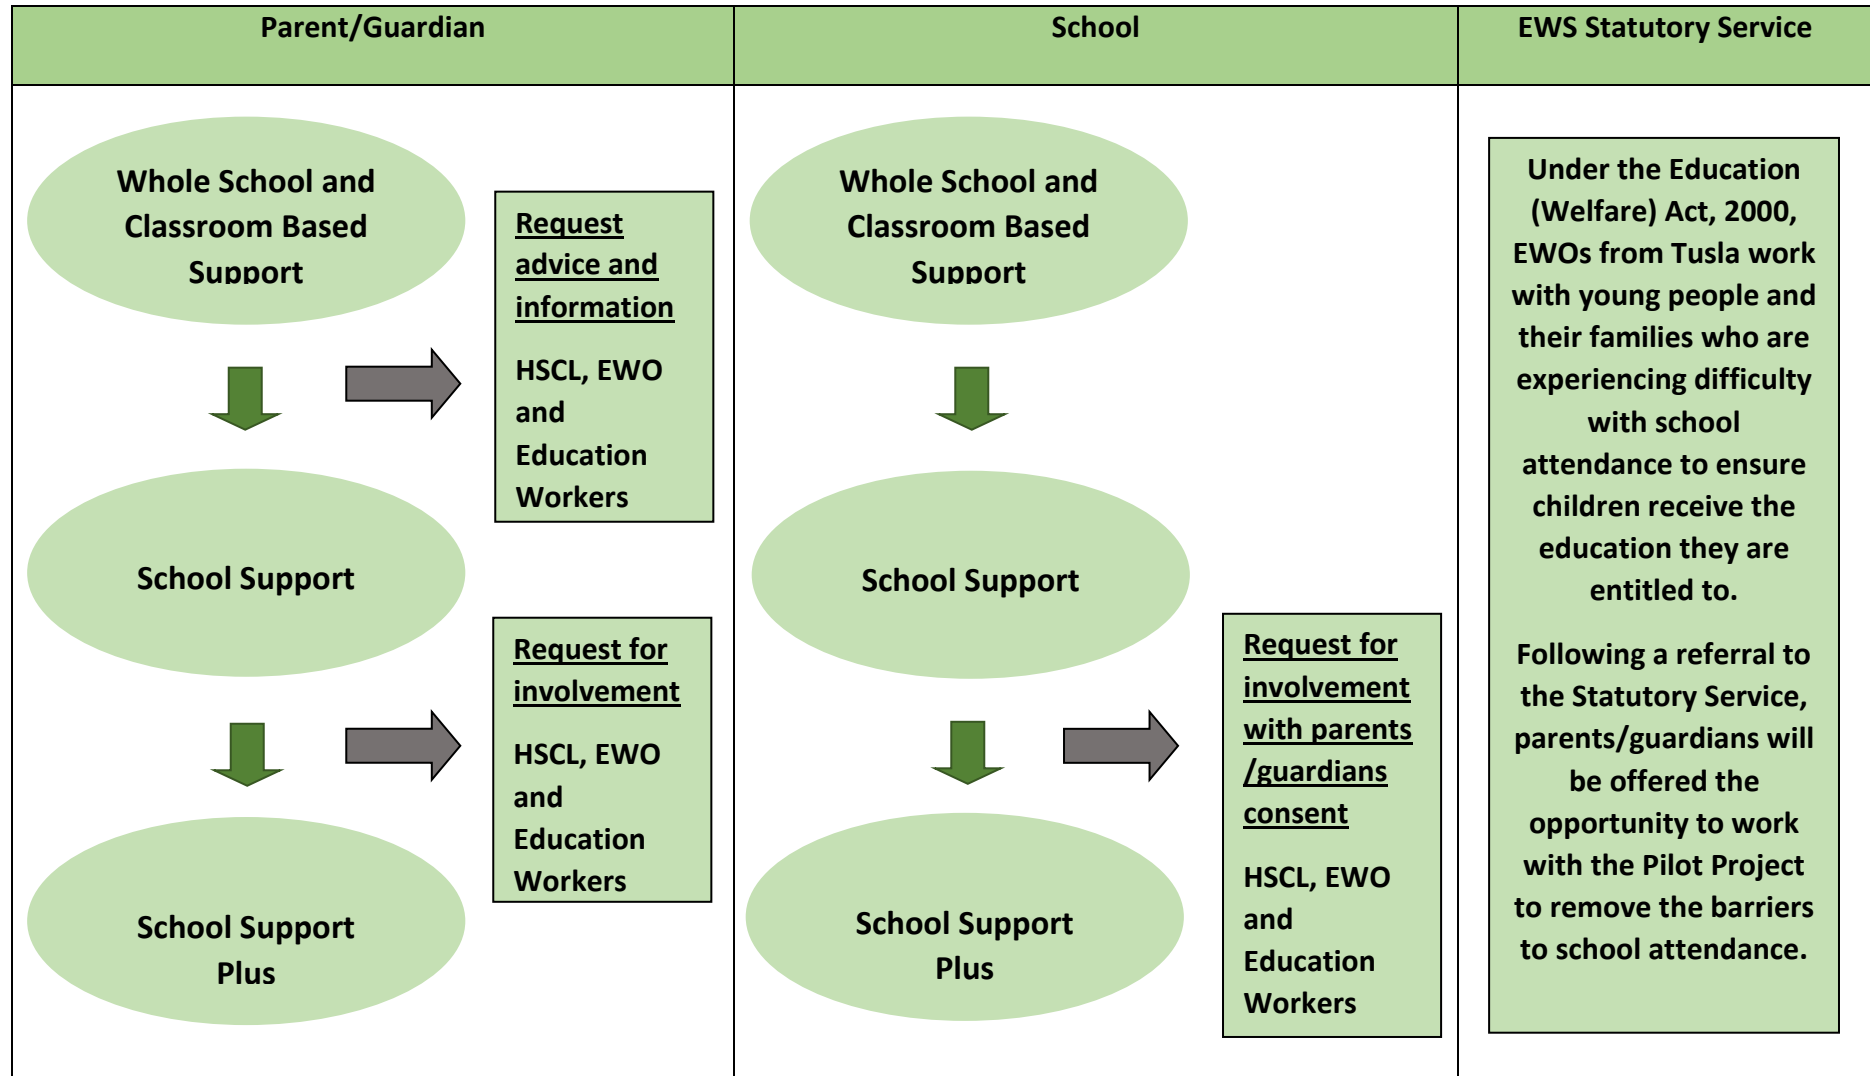 Parent/Guardian
School
EWS Statutory Service
Whole School and
Classroom Based
Support
Request
advice and
information
HSCL, EWO
and
Education
Workers
School Support
Request for
involvement
HSCL, EWO
and
Education
Workers
School Support
Plus
Whole School and
Classroom Based
Support
School Support
Request for
involvement
with parents
/guardians
consent
HSCL, EWO
and
Education
Workers
School Support
Plus
Under the Education
(Welfare) Act, 2000,
EWOs from Tusla work
with young people and
their families who are
experiencing difficulty
with school
attendance to ensure
children receive the
education they are
entitled to.
Following a referral to
the Statutory Service,
parents/guardians will
be offered the
opportunity to work
with the Pilot Project
to remove the barriers
to school attendance.